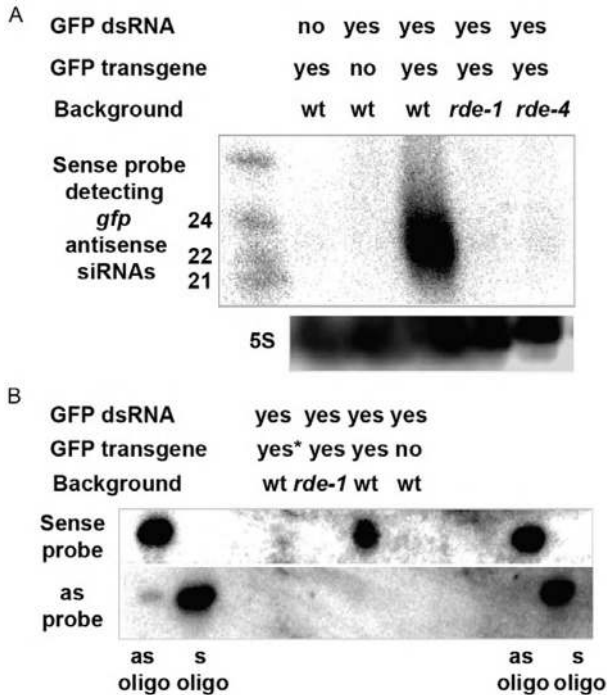 A
GFP dsRNA no yes yes yes yes
GFP transgene yes no yes yes yes
Background wt wt wt rde-1 rde-4
Sense probe
detecting
gfp
antisense
siRNAs
24
22
21
5S
B
GFP dsRNA yes yes yes yes
GFP transgene yes* yes yes no
Background wt rde-1 wt wt
Sense
probe
as
probe
as s as s
oligo oligo oligo oligo